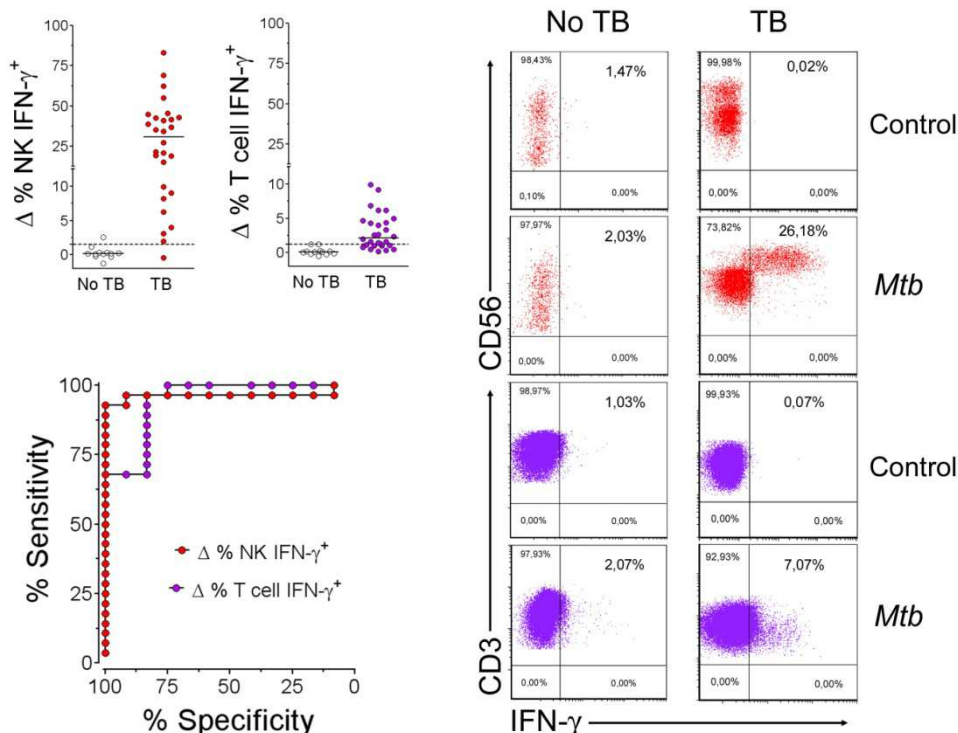 Δ % NK IFN-γ+
100
75
50
25
10
5
0
No TB
TB
Δ % T cell IFN-γ+
100
75
50
25
10
5
0
No TB
TB
% Sensitivity
100
75
50
25
0
Δ % NK IFN-γ+
Δ % T cell IFN-γ+
100
75
50
25
0
% Specificity
No TB
TB
98,43%
1,47%
0,10%
0,00%
99,98%
0,02%
0,00%
0,00%
Control
97,97%
2,03%
0,00%
0,00%
73,82%
26,18%
0,00%
0,00%
Mtb
CD56
98,97%
1,03%
0,00%
0,00%
99,93%
0,07%
0,00%
0,00%
Control
97,93%
2,07%
0,00%
0,00%
92,93%
7,07%
0,00%
0,00%
Mtb
CD3
IFN-γ